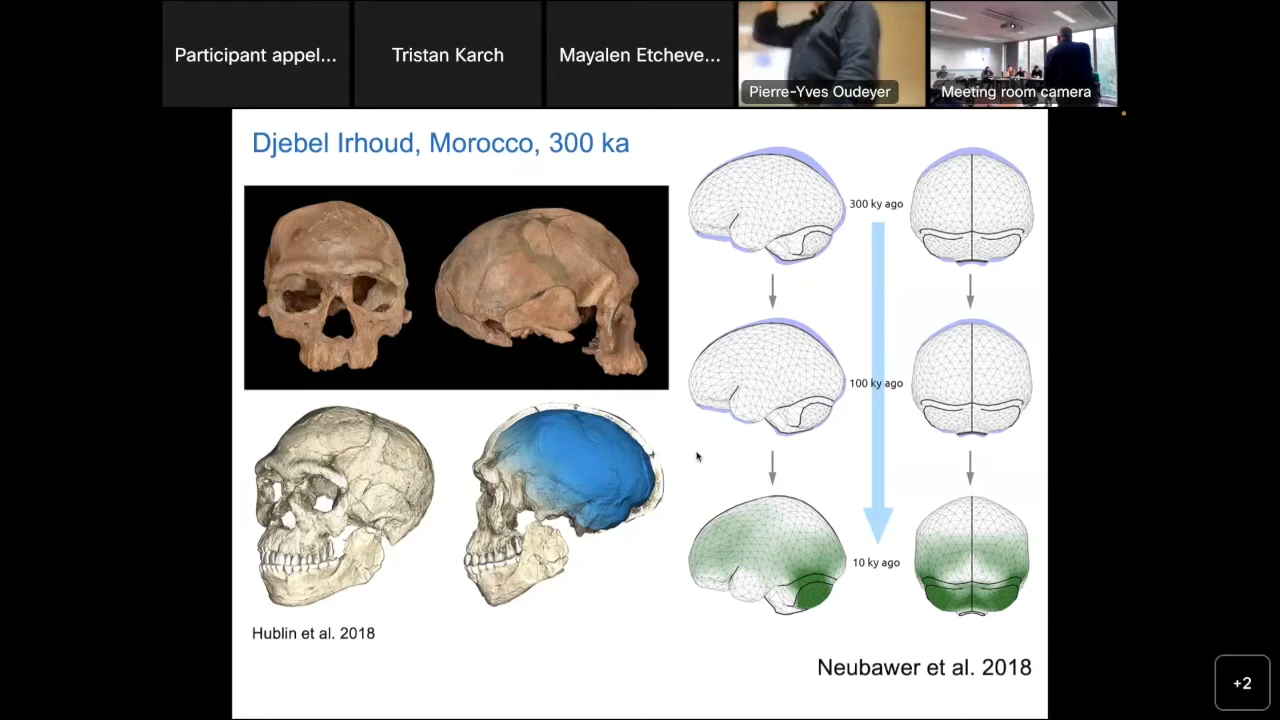 Participant appel...
Tristan Karch
Mayalen Etcheve...
Pierre-Yves Oudeyer
Meeting room camera
Djebel Irhoud, Morocco, 300 ka
300 ky ago
100 ky ago
10 ky ago
Hublin et al. 2018
Neubawer et al. 2018
+2